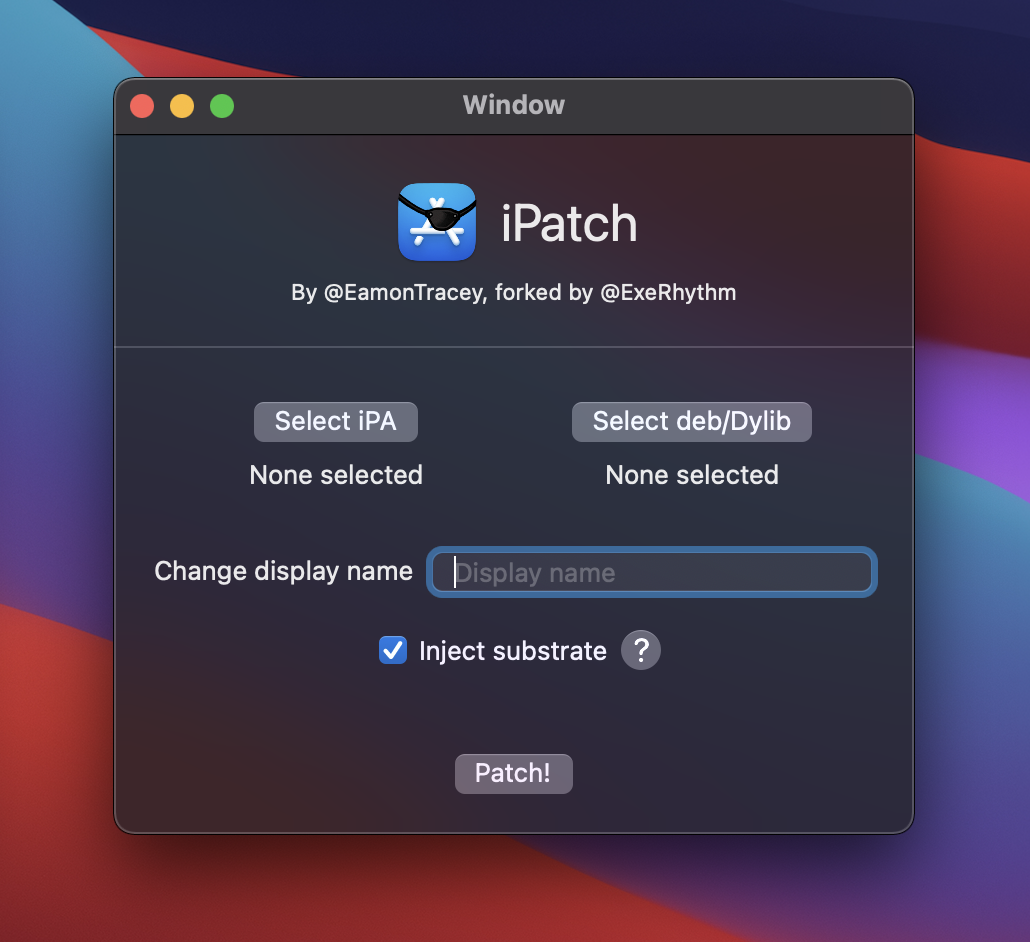 Window
iPatch
By @EamonTracey, forked by @ExeRhythm
Select iPA Select deb/Dylib
None selected None selected
Change display name Display name
Inject substrate ?
Patch!